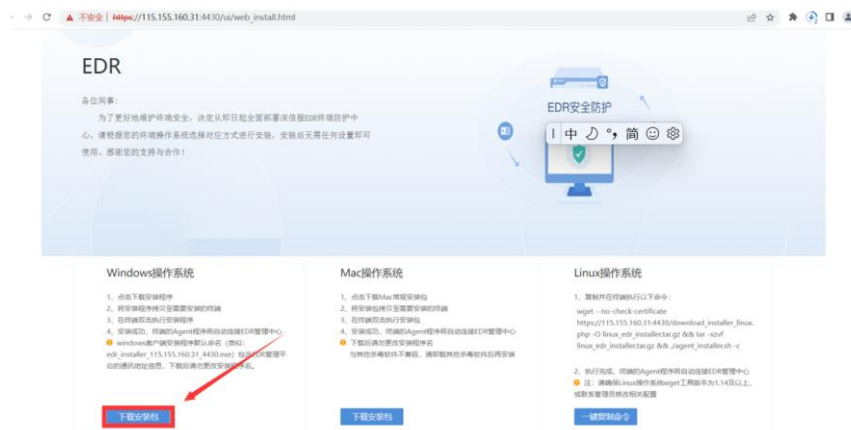 不安全 | https://115.155.160.31:4430/ui/web_install.html
EDR
各位同事：
为了更好地维护终端安全，决定从即日起全面部署深信服EDR终端防护中
心。请根据您的终端操作系统选择对应方式进行安装，安装后无需任何设置即可
使用。感谢您的支持与合作！
EDR安全防护
中 简
Windows操作系统
1、点击下载安装程序
2、将安装程序拷贝至需要安装的终端
3、在终端双击执行安装程序
4、安装成功，终端的Agent程序将自动连接EDR管理中心
windows客户端安装程序默认命名（类似：
edr_installer_115.155.160.31_4430.exe）包含EDR管理平
台的通讯地址信息，下载后请勿更改安装程序名。
下载安装包
Mac操作系统
1、点击下载Mac常规安装包
2、将安装包拷贝至需要安装的终端
3、在终端双击执行安装包
4、安装成功，终端的Agent程序将自动连接EDR管理中心
下载后请勿更改安装包名
与其他杀毒软件不兼容，请卸载其他杀毒软件后再安装
下载安装包
Linux操作系统
1、复制并在终端执行以下命令：
wget --no-check-certificate
https://115.155.160.31:4430/download_installer_linux.
php -O linux_edr_installer.tar.gz && tar -xzvf
linux_edr_installer.tar.gz && ./agent_installer.sh -c
2、执行完成，终端的Agent程序将自动连接EDR管理中心
注：请确保Linux操作系统wget工具版本为1.14及以上，
或联系管理员修改相关配置
一键复制命令